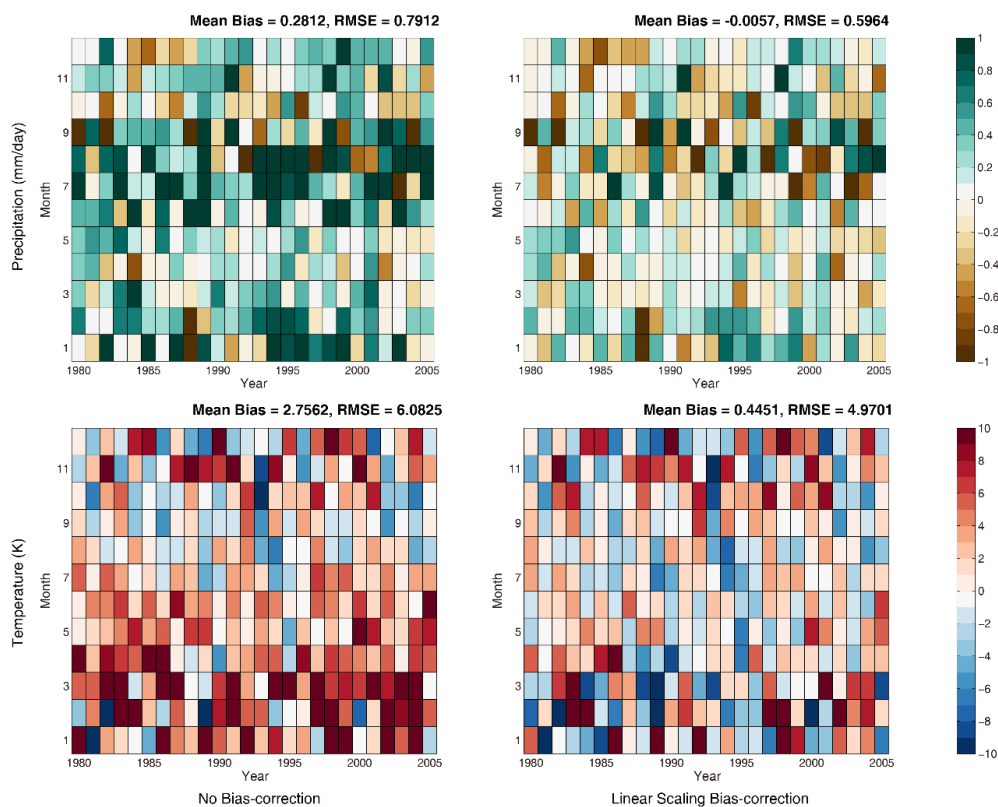 Mean Bias = 0.2812, RMSE = 0.7912
Mean Bias = -0.0057, RMSE = 0.5964
Precipitation (mm/day)
Month
11
9
7
5
3
1
1980 1985 1990 1995 2000 2005
Year
11
9
7
5
3
1
Month
1980 1985 1990 1995 2000 2005
Year
1
0.8
0.6
0.4
0.2
0
−0.2
−0.4
−0.6
−0.8
−1
Mean Bias = 2.7562, RMSE = 6.0825
Mean Bias = 0.4451, RMSE = 4.9701
Temperature (K)
Month
11
9
7
5
3
1
1980 1985 1990 1995 2000 2005
Year
11
9
7
5
3
1
Month
1980 1985 1990 1995 2000 2005
Year
10
8
6
4
2
0
−2
−4
−6
−8
−10
No Bias-correction
Linear Scaling Bias-correction